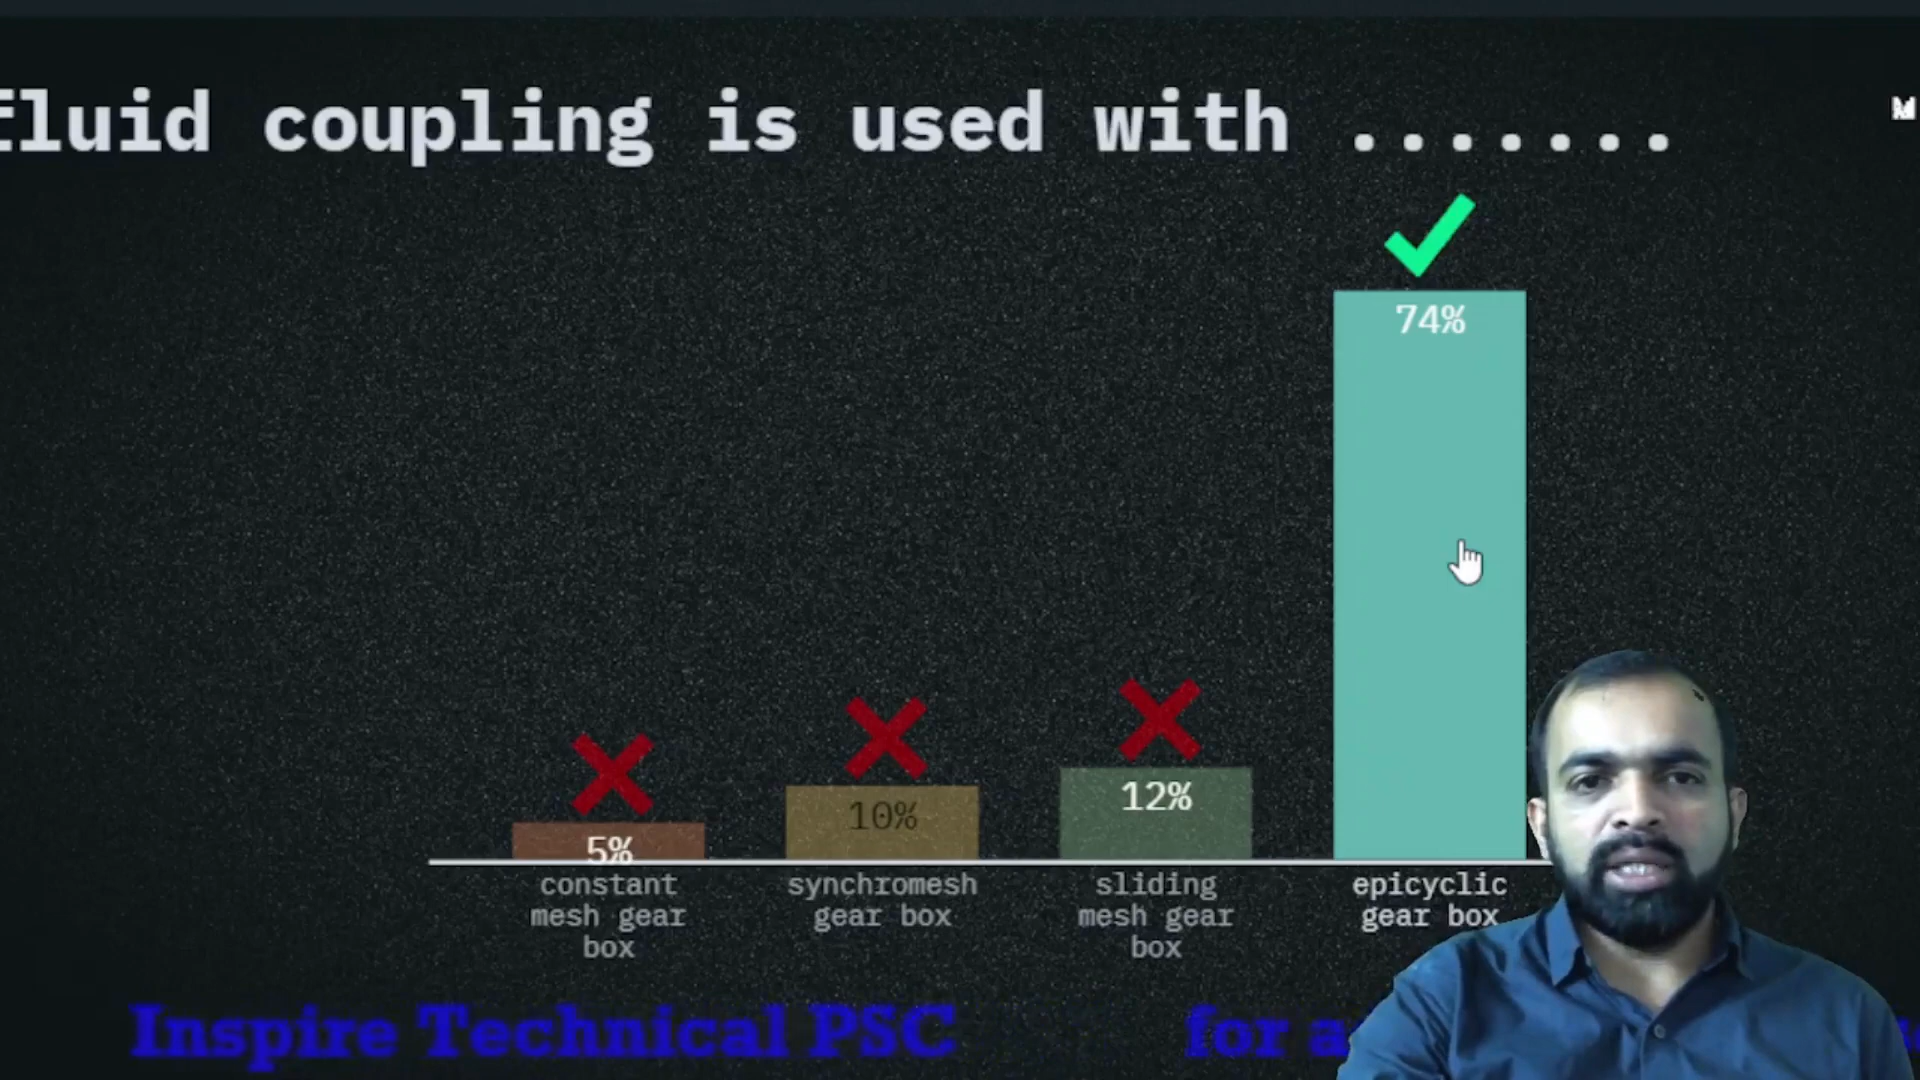 fluid coupling is used with .......
74%
12%
10%
5%
constant mesh gear box
synchromesh gear box
sliding mesh gear box
epicyclic gear box
Inspire Technical PSC for